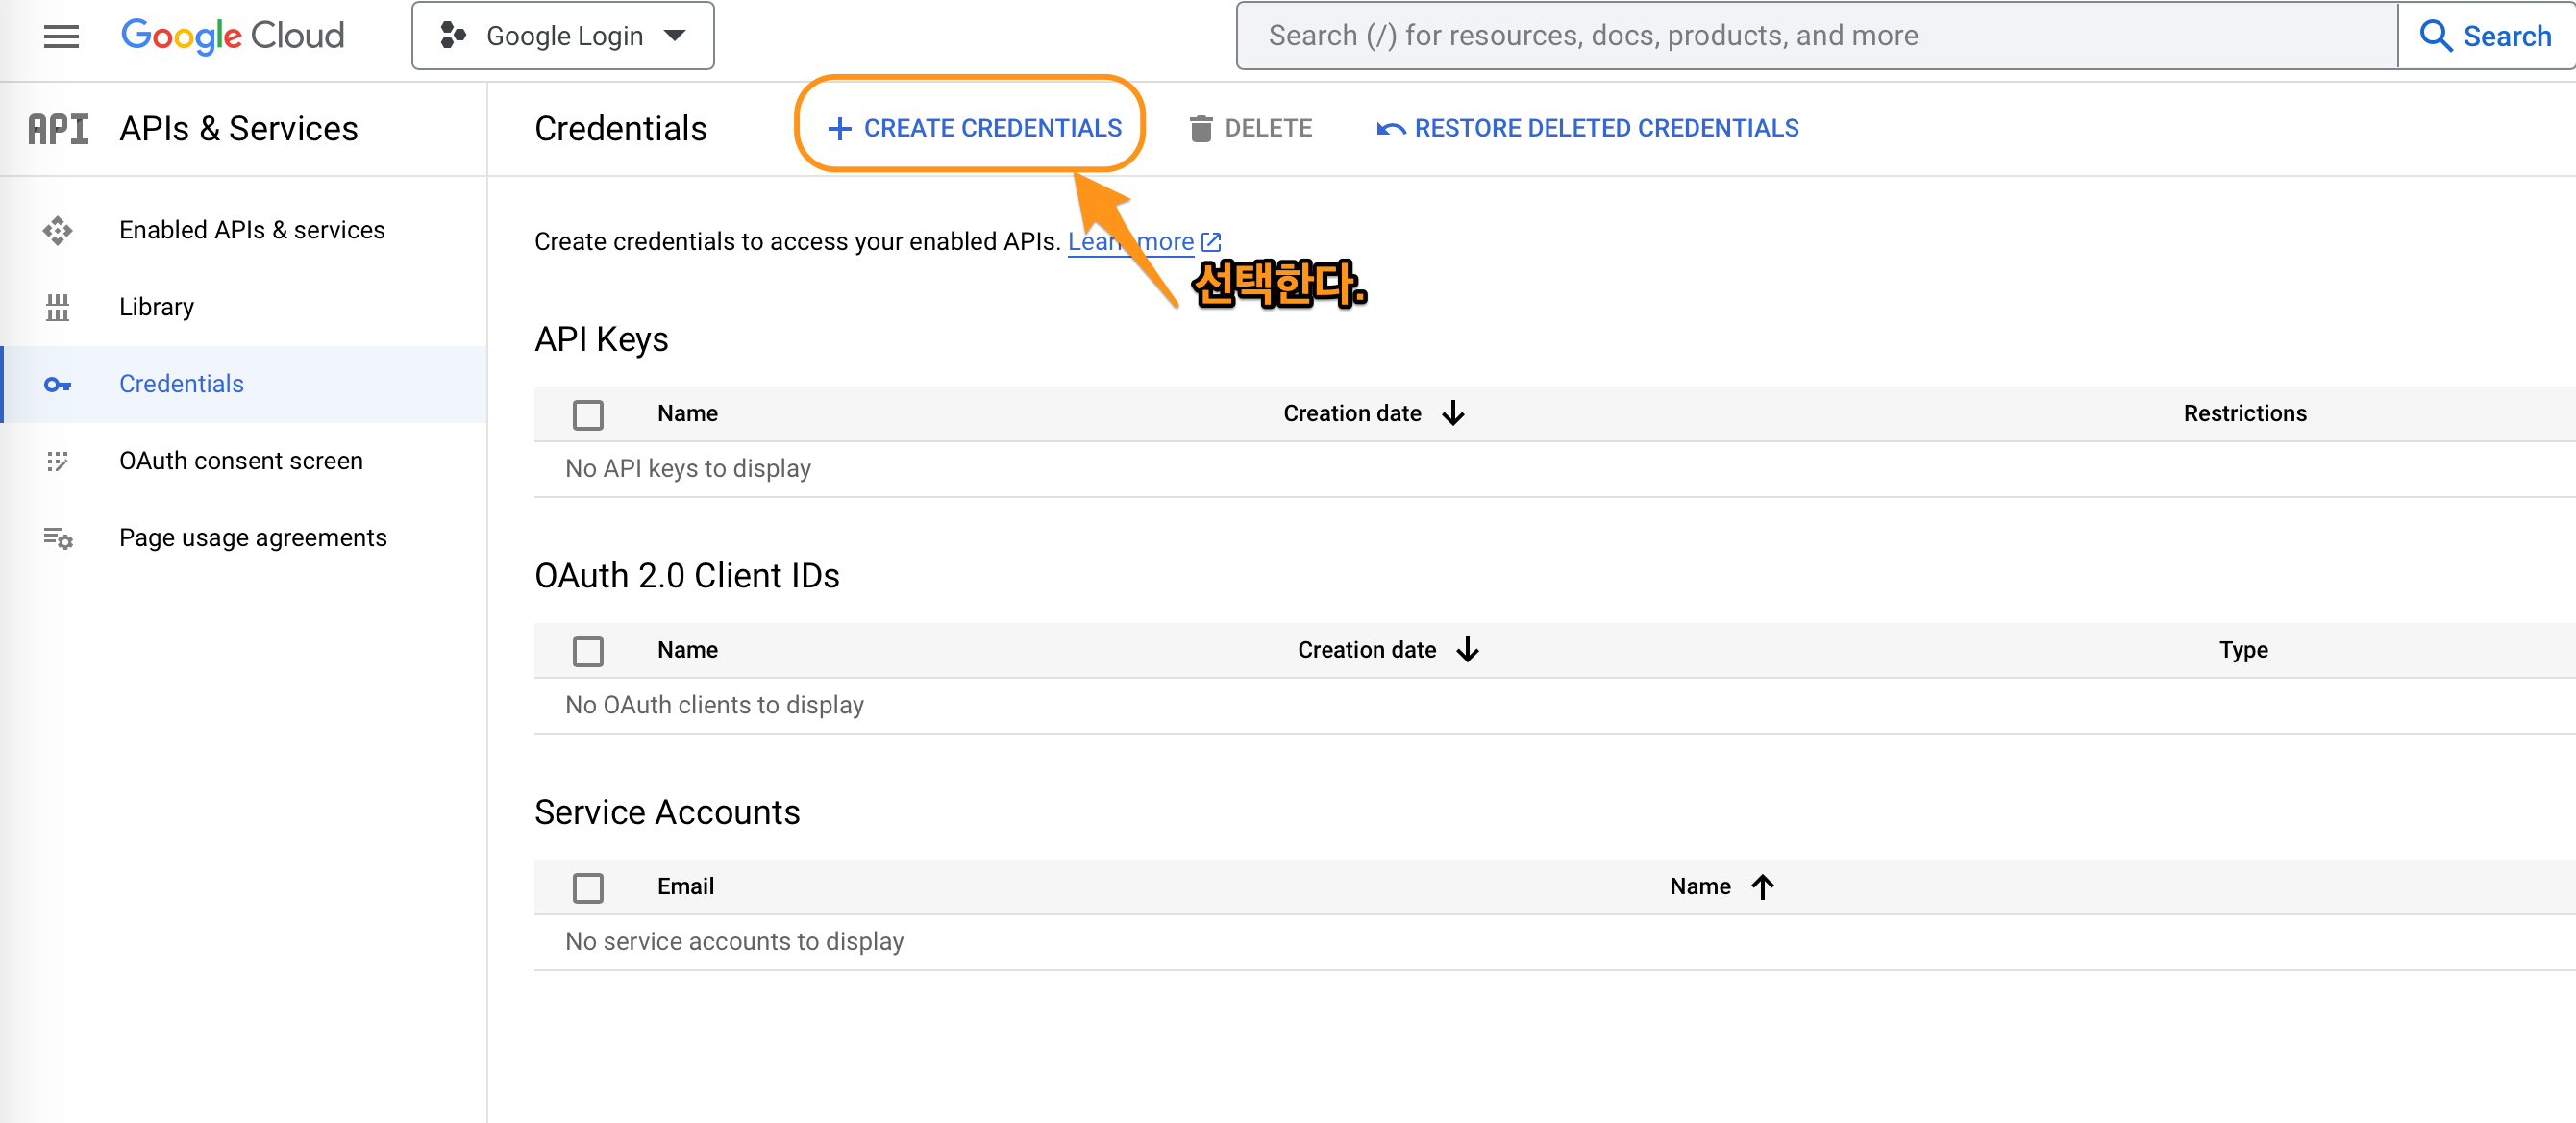 Google Cloud
Google Login
Search (/) for resources, docs, products, and more
Search
API
APIs & Services
Credentials
+ CREATE CREDENTIALS
DELETE
RESTORE DELETED CREDENTIALS
Enabled APIs & services
Library
Credentials
OAuth consent screen
Page usage agreements
Create credentials to access your enabled APIs. Learn more
선택한다.
API Keys
Name
Creation date
Restrictions
No API keys to display
OAuth 2.0 Client IDs
Name
Creation date
Type
No OAuth clients to display
Service Accounts
Email
Name
No service accounts to display